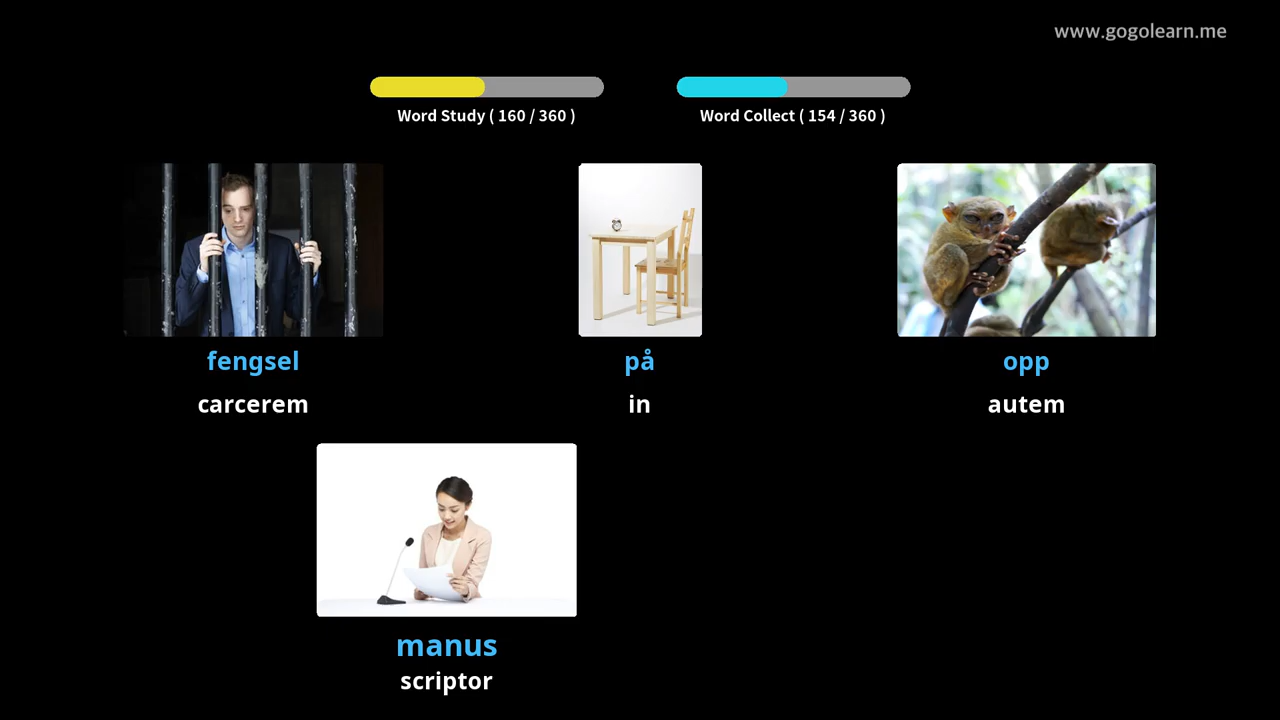 www.gogolearn.me
Word Study ( 160 / 360 )
Word Collect ( 154 / 360 )
fengsel
på
opp
carcerem
in
autem
manus
scriptor